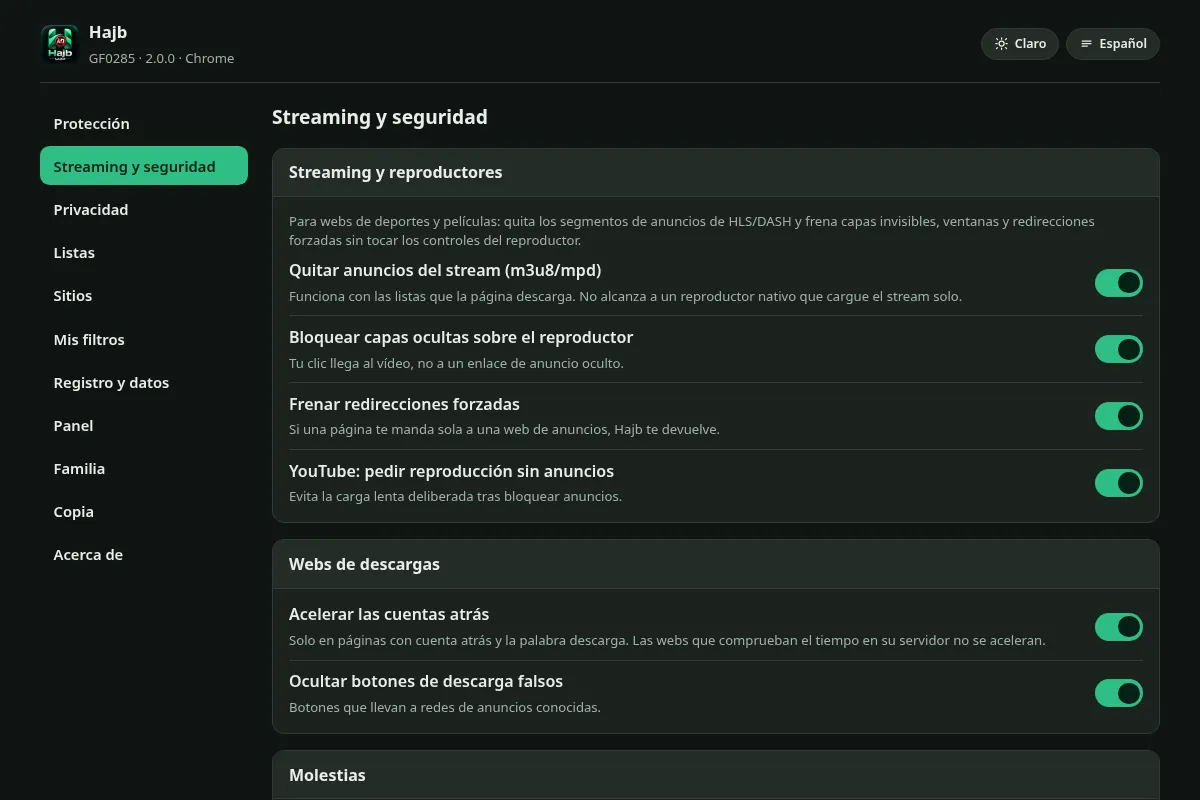 Hajb
Hajb
GF0285 · 2.0.0 · Chrome
Claro
Español
Protección
Streaming y seguridad
Privacidad
Listas
Sitios
Mis filtros
Registro y datos
Panel
Familia
Copia
Acerca de
Streaming y seguridad
Streaming y reproductores
Para webs de deportes y películas: quita los segmentos de anuncios de HLS/DASH y frena capas invisibles, ventanas y redirecciones
forzadas sin tocar los controles del reproductor.
Quitar anuncios del stream (m3u8/mpd)
Funciona con las listas que la página descarga. No alcanza a un reproductor nativo que cargue el stream solo.
Bloquear capas ocultas sobre el reproductor
Tu clic llega al vídeo, no a un enlace de anuncio oculto.
Frenar redirecciones forzadas
Si una página te manda sola a una web de anuncios, Hajb te devuelve.
YouTube: pedir reproducción sin anuncios
Evita la carga lenta deliberada tras bloquear anuncios.
Webs de descargas
Acelerar las cuentas atrás
Solo en páginas con cuenta atrás y la palabra descarga. Las webs que comprueban el tiempo en su servidor no se aceleran.
Ocultar botones de descarga falsos
Botones que llevan a redes de anuncios conocidas.
Molestias